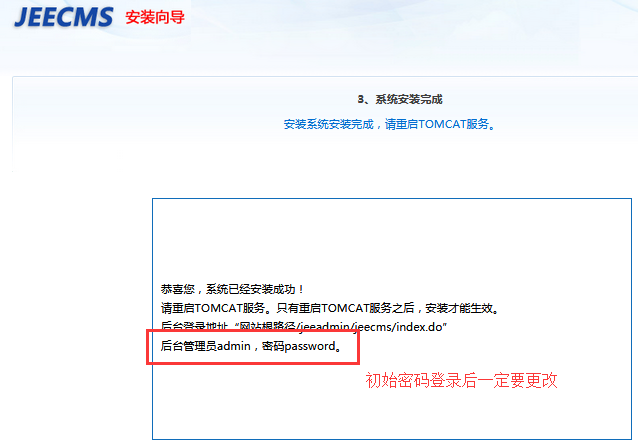 JEECMS 安装向导
3、系统安装完成
安装系统安装完成，请重启TOMCAT服务。
恭喜您，系统已经安装成功！
请重启TOMCAT服务。只有重启TOMCAT服务之后，安装才能生效。
后台登录地址“网站根路径/jeeadmin/jeecms/index.do”
后台管理员admin，密码password。
初始密码登录后一定要更改